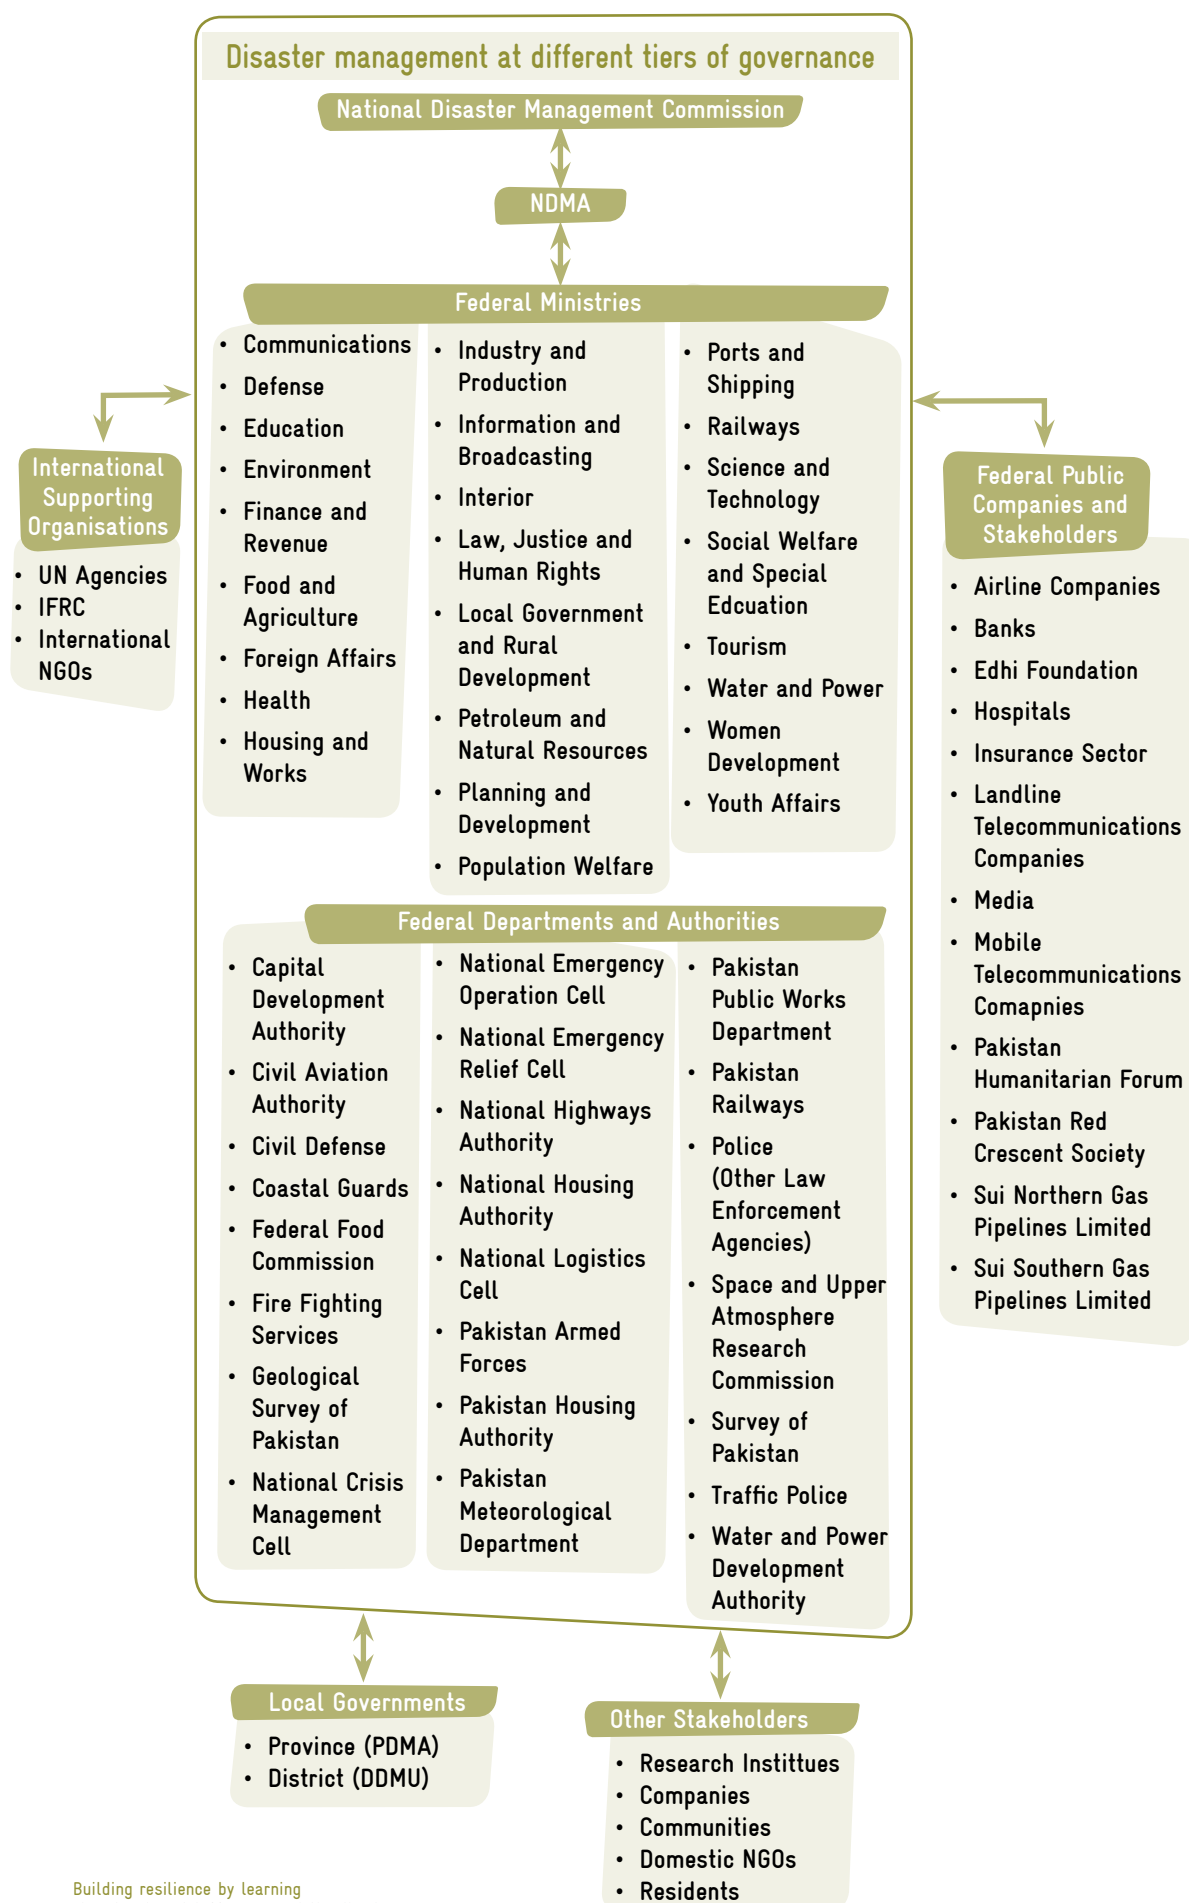 Disaster management at different tiers of governance
National Disaster Management Commission
NDMA
Federal Ministries
• Communications
• Defense
• Education
• Environment
• Finance and
Revenue
• Food and
Agriculture
• Foreign Affairs
• Health
• Housing and
Works
• Industry and
Production
• Information and
Broadcasting
• Interior
• Law, Justice and
Human Rights
• Local Government
and Rural
Development
• Petroleum and
Natural Resources
• Planning and
Development
• Population Welfare
• Ports and
Shipping
• Railways
• Science and
Technology
• Social Welfare
and Special
Edcuation
• Tourism
• Water and Power
• Women
Development
• Youth Affairs
International
Supporting
Organisations
• UN Agencies
• IFRC
• International
NGOs
Federal Public
Companies and
Stakeholders
• Airline Companies
• Banks
• Edhi Foundation
• Hospitals
• Insurance Sector
• Landline
Telecommunications
Companies
• Media
• Mobile
Telecommunications
Comapnies
• Pakistan
Humanitarian Forum
• Pakistan Red
Crescent Society
• Sui Northern Gas
Pipelines Limited
• Sui Southern Gas
Pipelines Limited
Federal Departments and Authorities
• Capital
Development
Authority
• Civil Aviation
Authority
• Civil Defense
• Coastal Guards
• Federal Food
Commission
• Fire Fighting
Services
• Geological
Survey of
Pakistan
• National Crisis
Management
Cell
• National Emergency
Operation Cell
• National Emergency
Relief Cell
• National Highways
Authority
• National Housing
Authority
• National Logistics
Cell
• Pakistan Armed
Forces
• Pakistan Housing
Authority
• Pakistan
Meteorological
Department
• Pakistan
Public Works
Department
• Pakistan
Railways
• Police
(Other Law
Enforcement
Agencies)
• Space and Upper
Atmosphere
Research
Commission
• Survey of
Pakistan
• Traffic Police
• Water and Power
Development
Authority
Local Governments
• Province (PDMA)
• District (DDMU)
Other Stakeholders
• Research Instittues
• Companies
• Communities
• Domestic NGOs
• Residents
Building resilience by learning